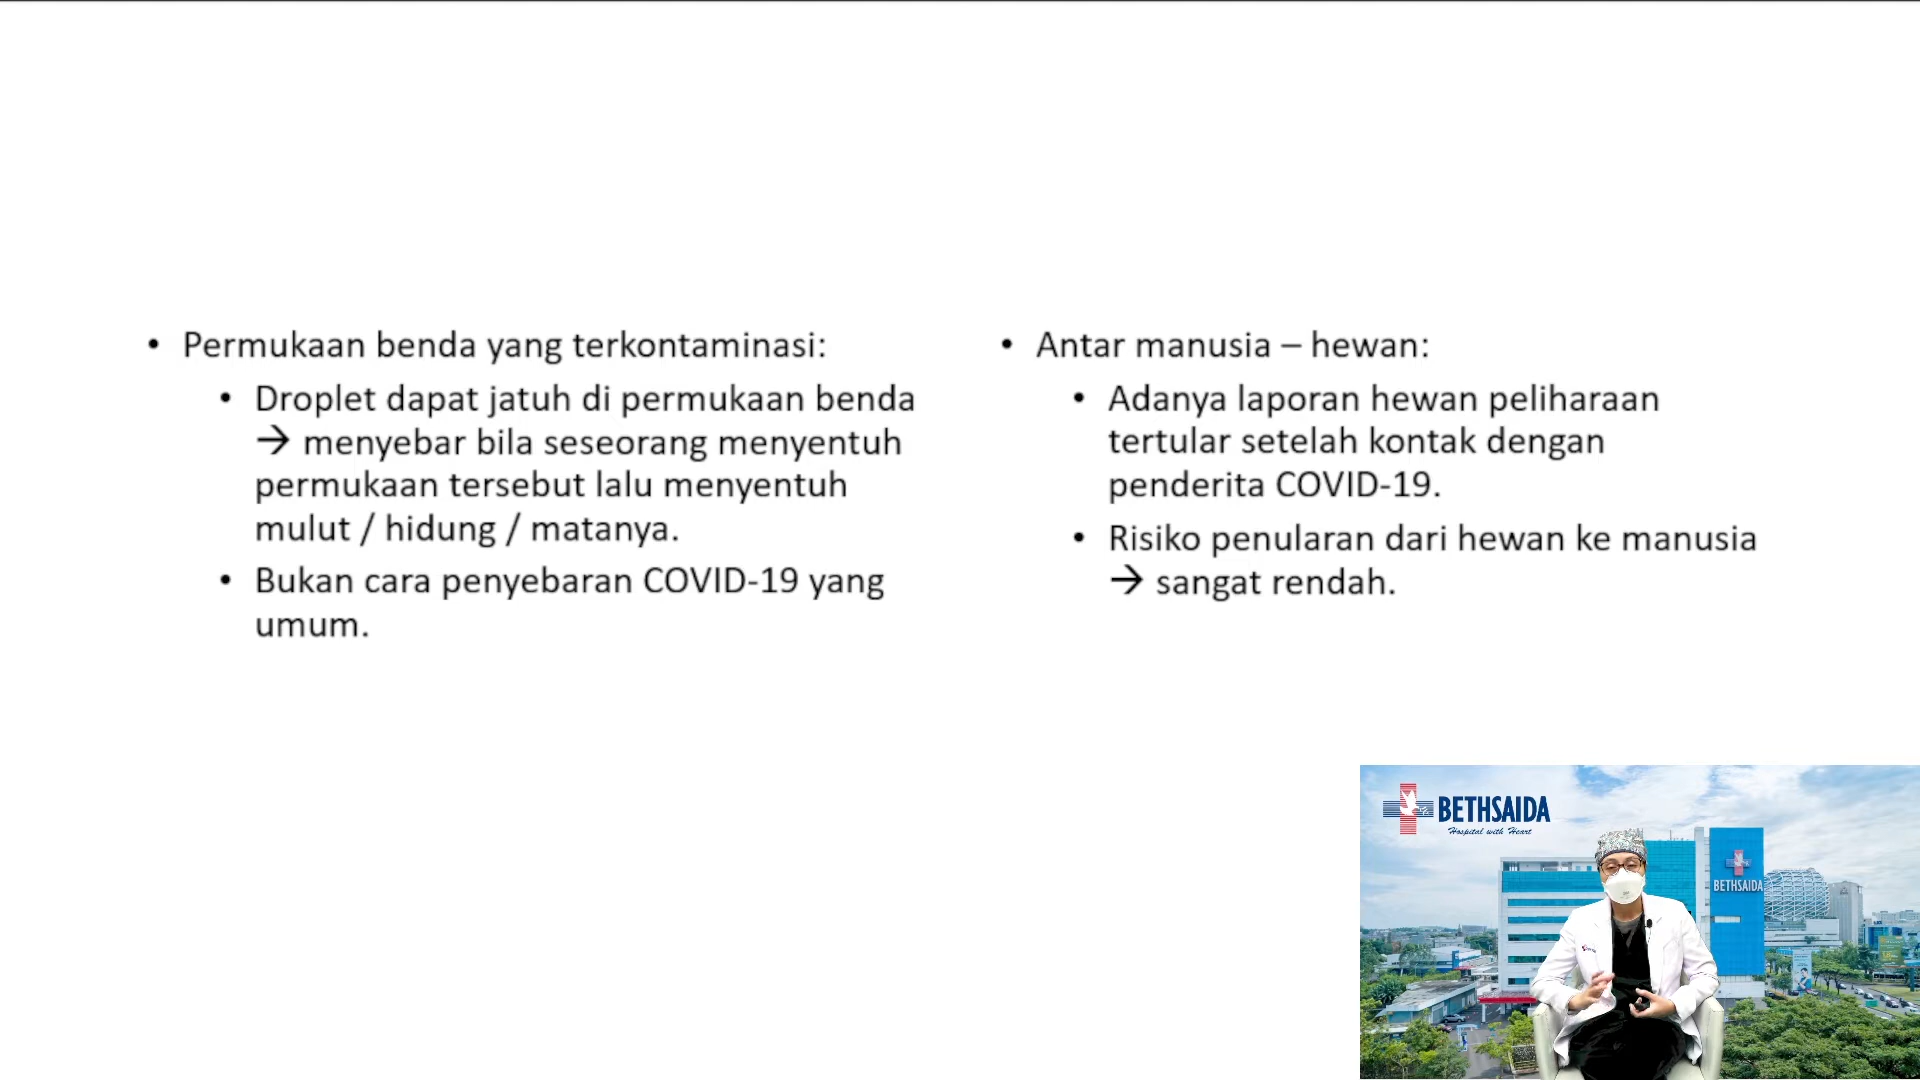 • Permukaan benda yang terkontaminasi:
• Droplet dapat jatuh di permukaan benda
→ menyebar bila seseorang menyentuh
permukaan tersebut lalu menyentuh
mulut / hidung / matanya.
• Bukan cara penyebaran COVID-19 yang
umum.
• Antar manusia – hewan:
• Adanya laporan hewan peliharaan
tertular setelah kontak dengan
penderita COVID-19.
• Risiko penularan dari hewan ke manusia
→ sangat rendah.
BETHSAIDA
Hospital with Heart
BETHSAIDA